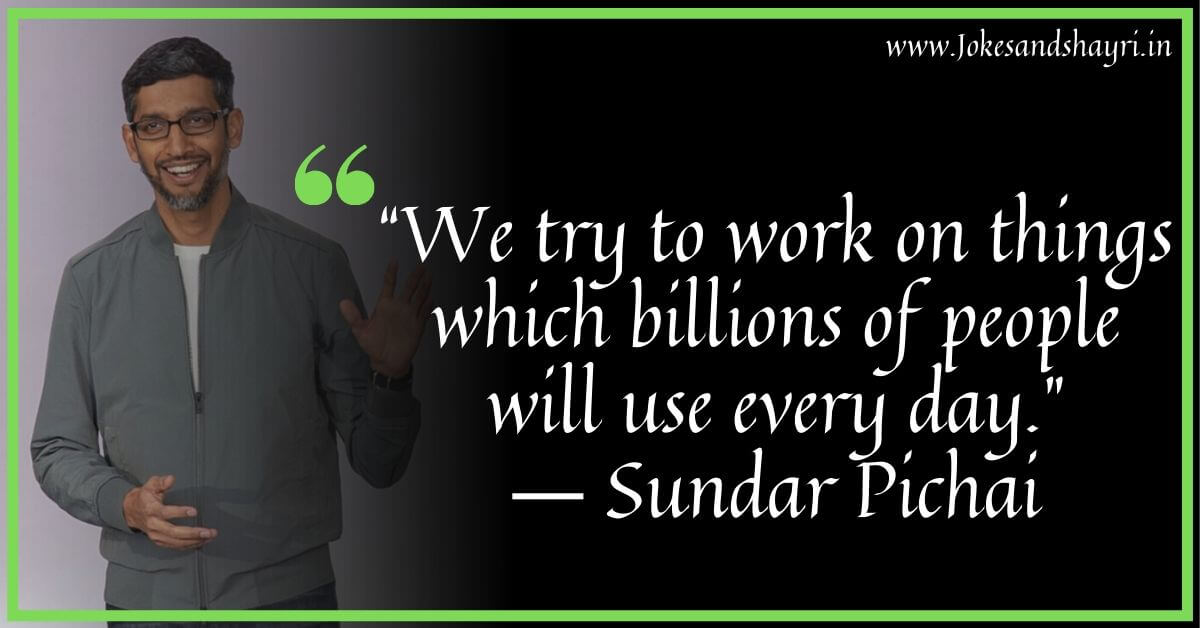 www.Jokesandshayri.in
“We try to work on things
which billions of people
will use every day."
— Sundar Pichai